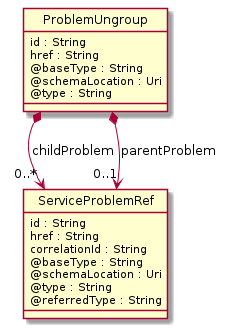 ProblemUngroup
id : String
href : String
@baseType : String
@schemaLocation : Uri
@type : String
childProblem
parentProblem
0..*
0..1
ServiceProblemRef
id : String
href : String
correlationId : String
@baseType : String
@schemaLocation : Uri
@type : String
@referredType : String